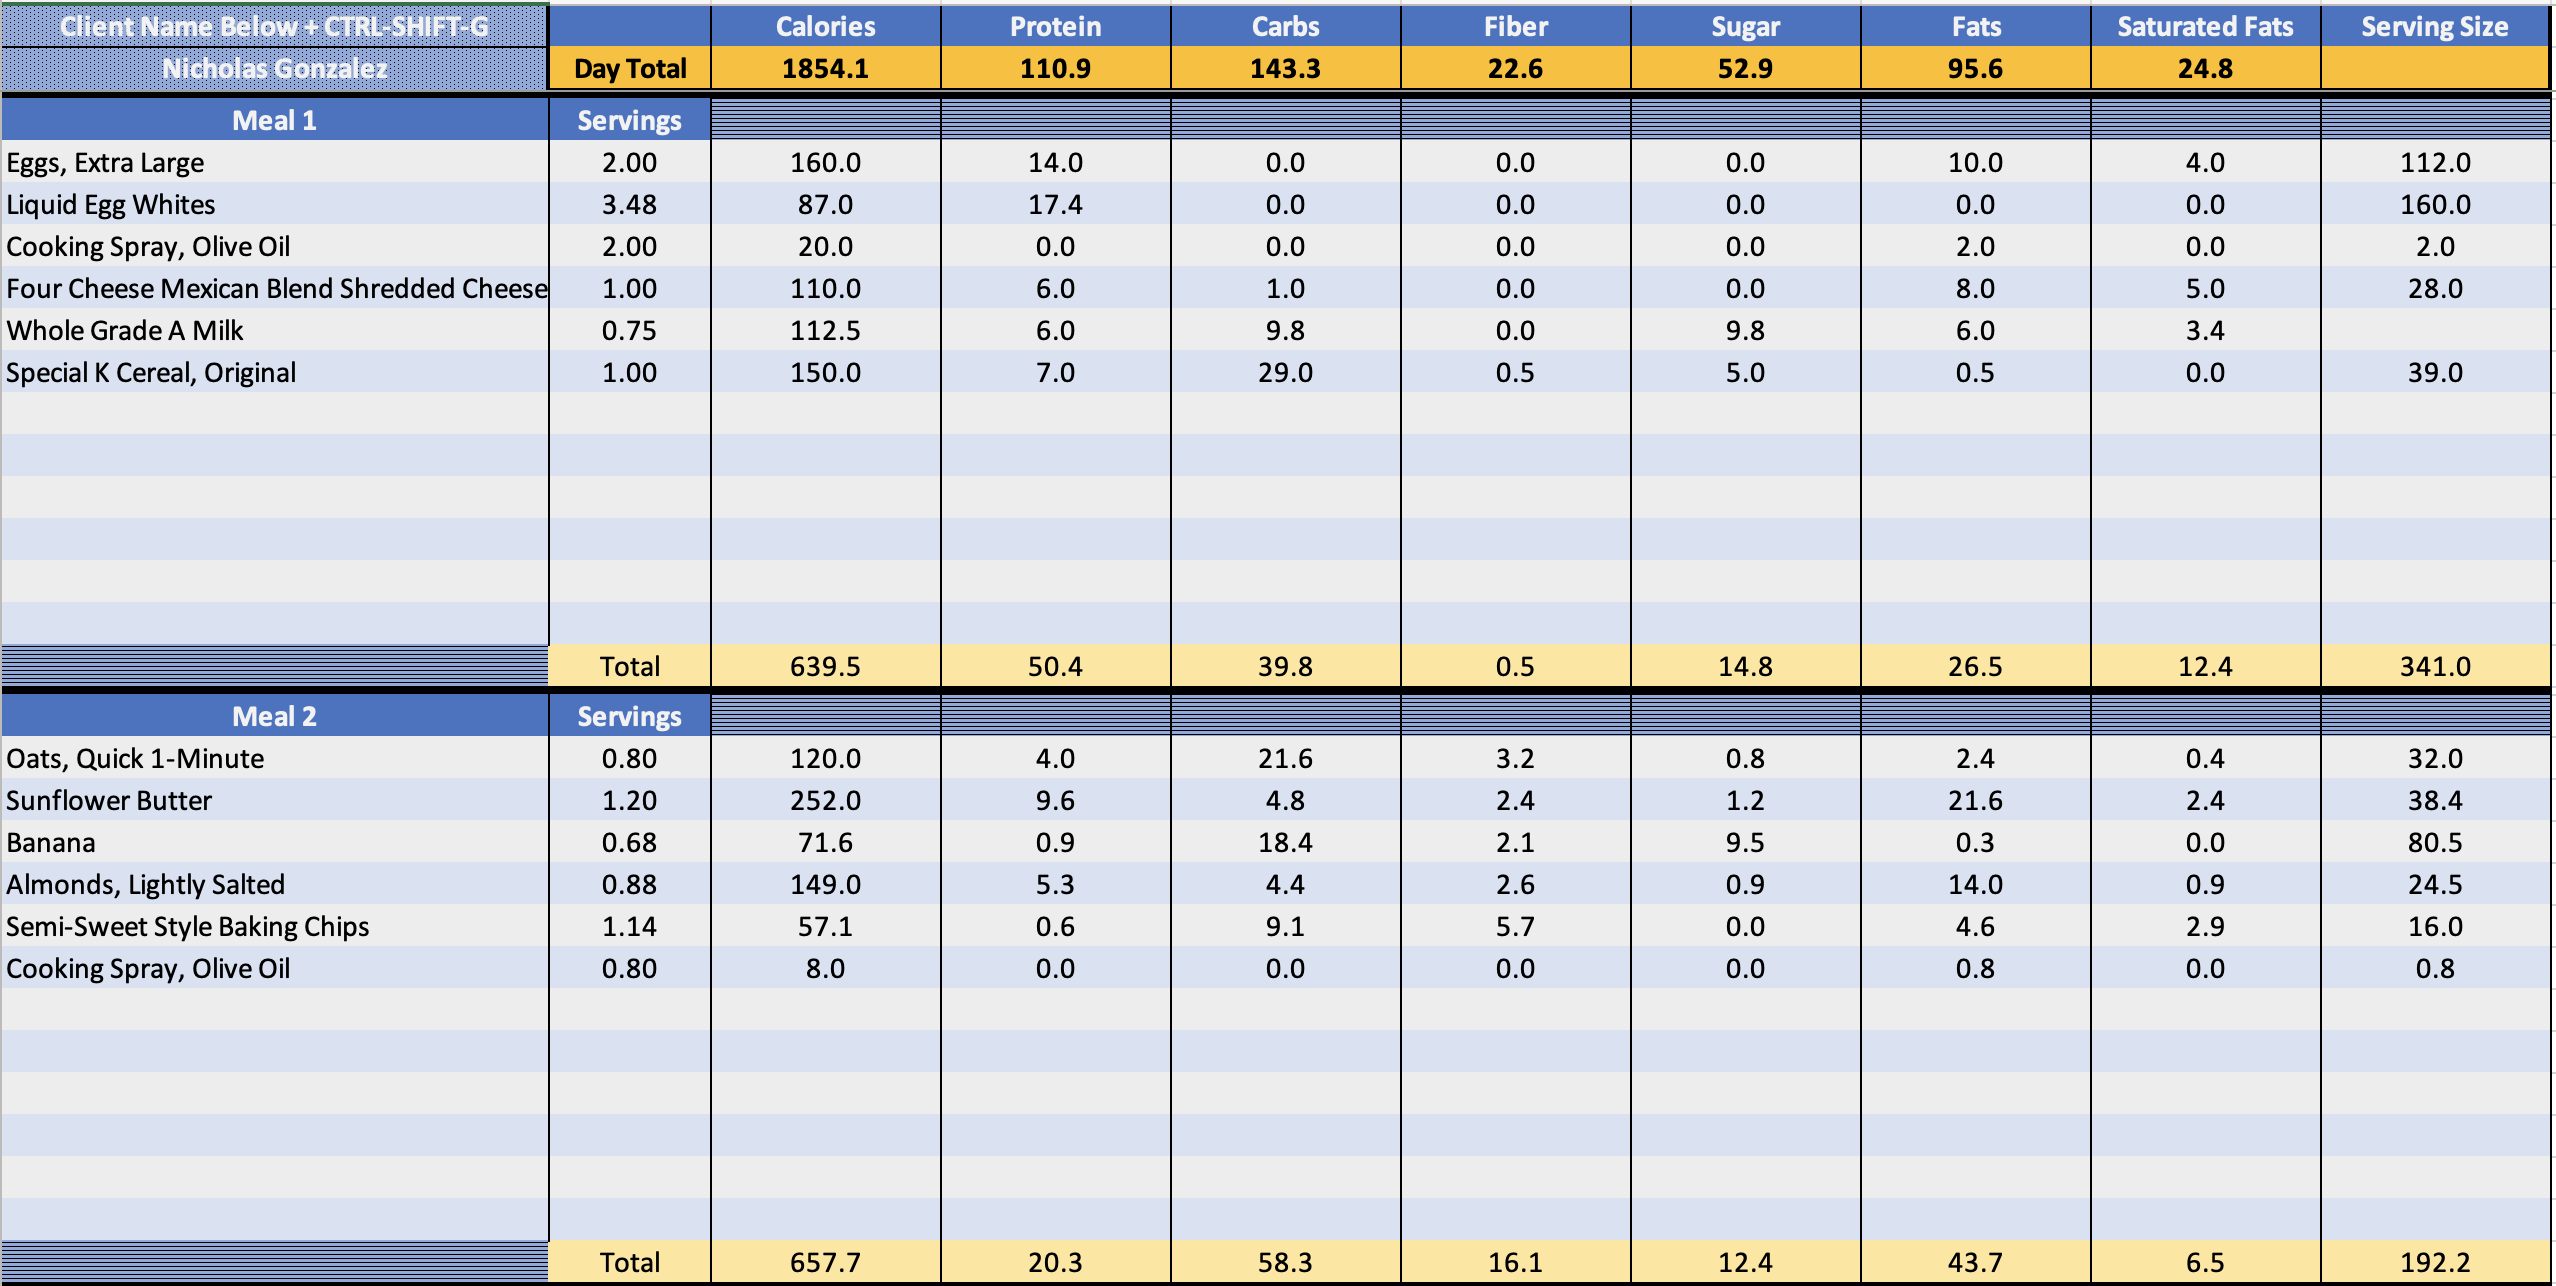 Client Name Below + CTRL-SHIFT-G Calories Protein Carbs Fiber Sugar Fats Saturated Fats Serving Size
Nicholas Gonzalez Day Total 1854.1 110.9 143.3 22.6 52.9 95.6 24.8
Meal 1 Servings
Eggs, Extra Large 2.00 160.0 14.0 0.0 0.0 0.0 10.0 4.0 112.0
Liquid Egg Whites 3.48 87.0 17.4 0.0 0.0 0.0 0.0 0.0 160.0
Cooking Spray, Olive Oil 2.00 20.0 0.0 0.0 0.0 0.0 2.0 0.0 2.0
Four Cheese Mexican Blend Shredded Cheese 1.00 110.0 6.0 1.0 0.0 0.0 8.0 5.0 28.0
Whole Grade A Milk 0.75 112.5 6.0 9.8 0.0 9.8 6.0 3.4
Special K Cereal, Original 1.00 150.0 7.0 29.0 0.5 5.0 0.5 0.0 39.0
Total 639.5 50.4 39.8 0.5 14.8 26.5 12.4 341.0
Meal 2 Servings
Oats, Quick 1-Minute 0.80 120.0 4.0 21.6 3.2 0.8 2.4 0.4 32.0
Sunflower Butter 1.20 252.0 9.6 4.8 2.4 1.2 21.6 2.4 38.4
Banana 0.68 71.6 0.9 18.4 2.1 9.5 0.3 0.0 80.5
Almonds, Lightly Salted 0.88 149.0 5.3 4.4 2.6 0.9 14.0 0.9 24.5
Semi-Sweet Style Baking Chips 1.14 57.1 0.6 9.1 5.7 0.0 4.6 2.9 16.0
Cooking Spray, Olive Oil 0.80 8.0 0.0 0.0 0.0 0.0 0.8 0.0 0.8
Total 657.7 20.3 58.3 16.1 12.4 43.7 6.5 192.2